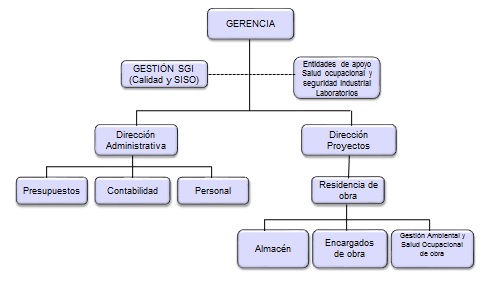 GERENCIA
GESTIÓN SGI
(Calidad y SISO)
Entidades de apoyo
Salud ocupacional y
seguridad industrial
Laboratorios
Dirección
Administrativa
Dirección
Proyectos
Presupuestos
Contabilidad
Personal
Residencia de
obra
Almacén
Encargados
de obra
Gestión Ambiental y
Salud Ocupacional
de obra